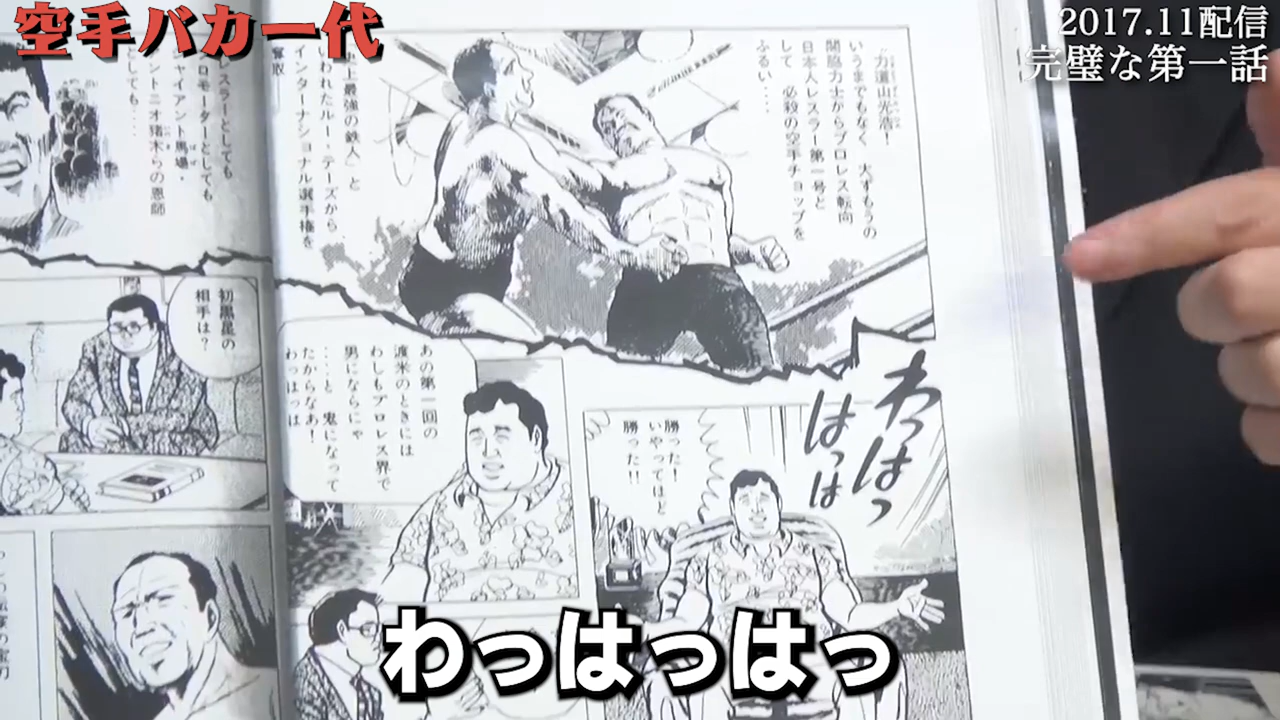 空手バカ一代
2017.11配信
完璧な第一話
"力道山光浩!
いうまでもなく 大ずもうの
関脇力士からプロレス転向
日本人レスラー第一号と
して 必殺の空手チョップを
ふるい‥‥
史上最強の鉄人"と
いわれたルー・テーズから
インターナショナル選手権を
奪取
レスラーとしても
プロモーターとしても
ジャイアント馬場・
アントニオ猪木らの恩師
としても‥‥
わっはっ
はっは
勝った!
いやってほど
勝った!!
あの第一回の
渡米のときには
わしもプロレス界で
男にならにゃ
‥‥と 鬼になって
たからなあ!
わっはっは
初黒星の
相手は?
わっはっはっ